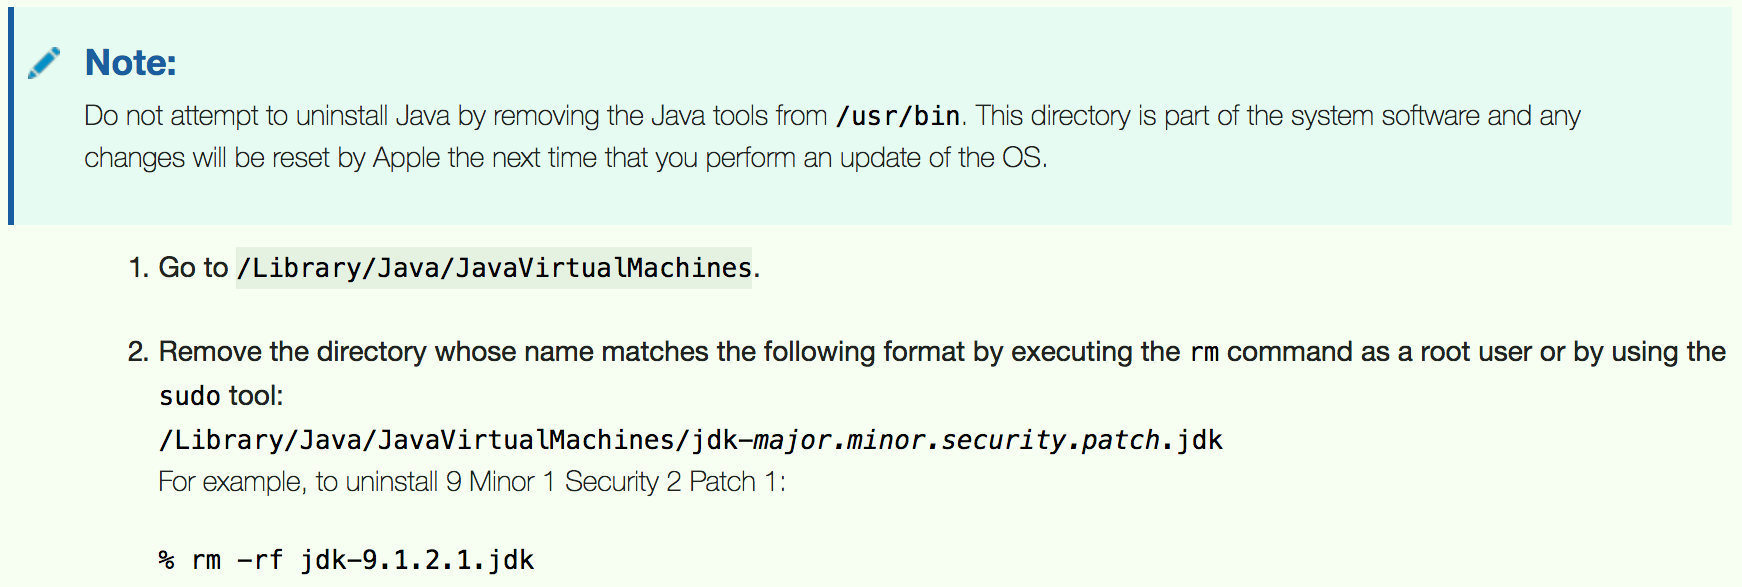 Note:
Do not attempt to uninstall Java by removing the Java tools from /usr/bin. This directory is part of the system software and any
changes will be reset by Apple the next time that you perform an update of the OS.
1. Go to /Library/Java/JavaVirtualMachines.
2. Remove the directory whose name matches the following format by executing the rm command as a root user or by using the
sudo tool:
/Library/Java/JavaVirtualMachines/jdk-major.minor.security.patch.jdk
For example, to uninstall 9 Minor 1 Security 2 Patch 1:
% rm -rf jdk-9.1.2.1.jdk